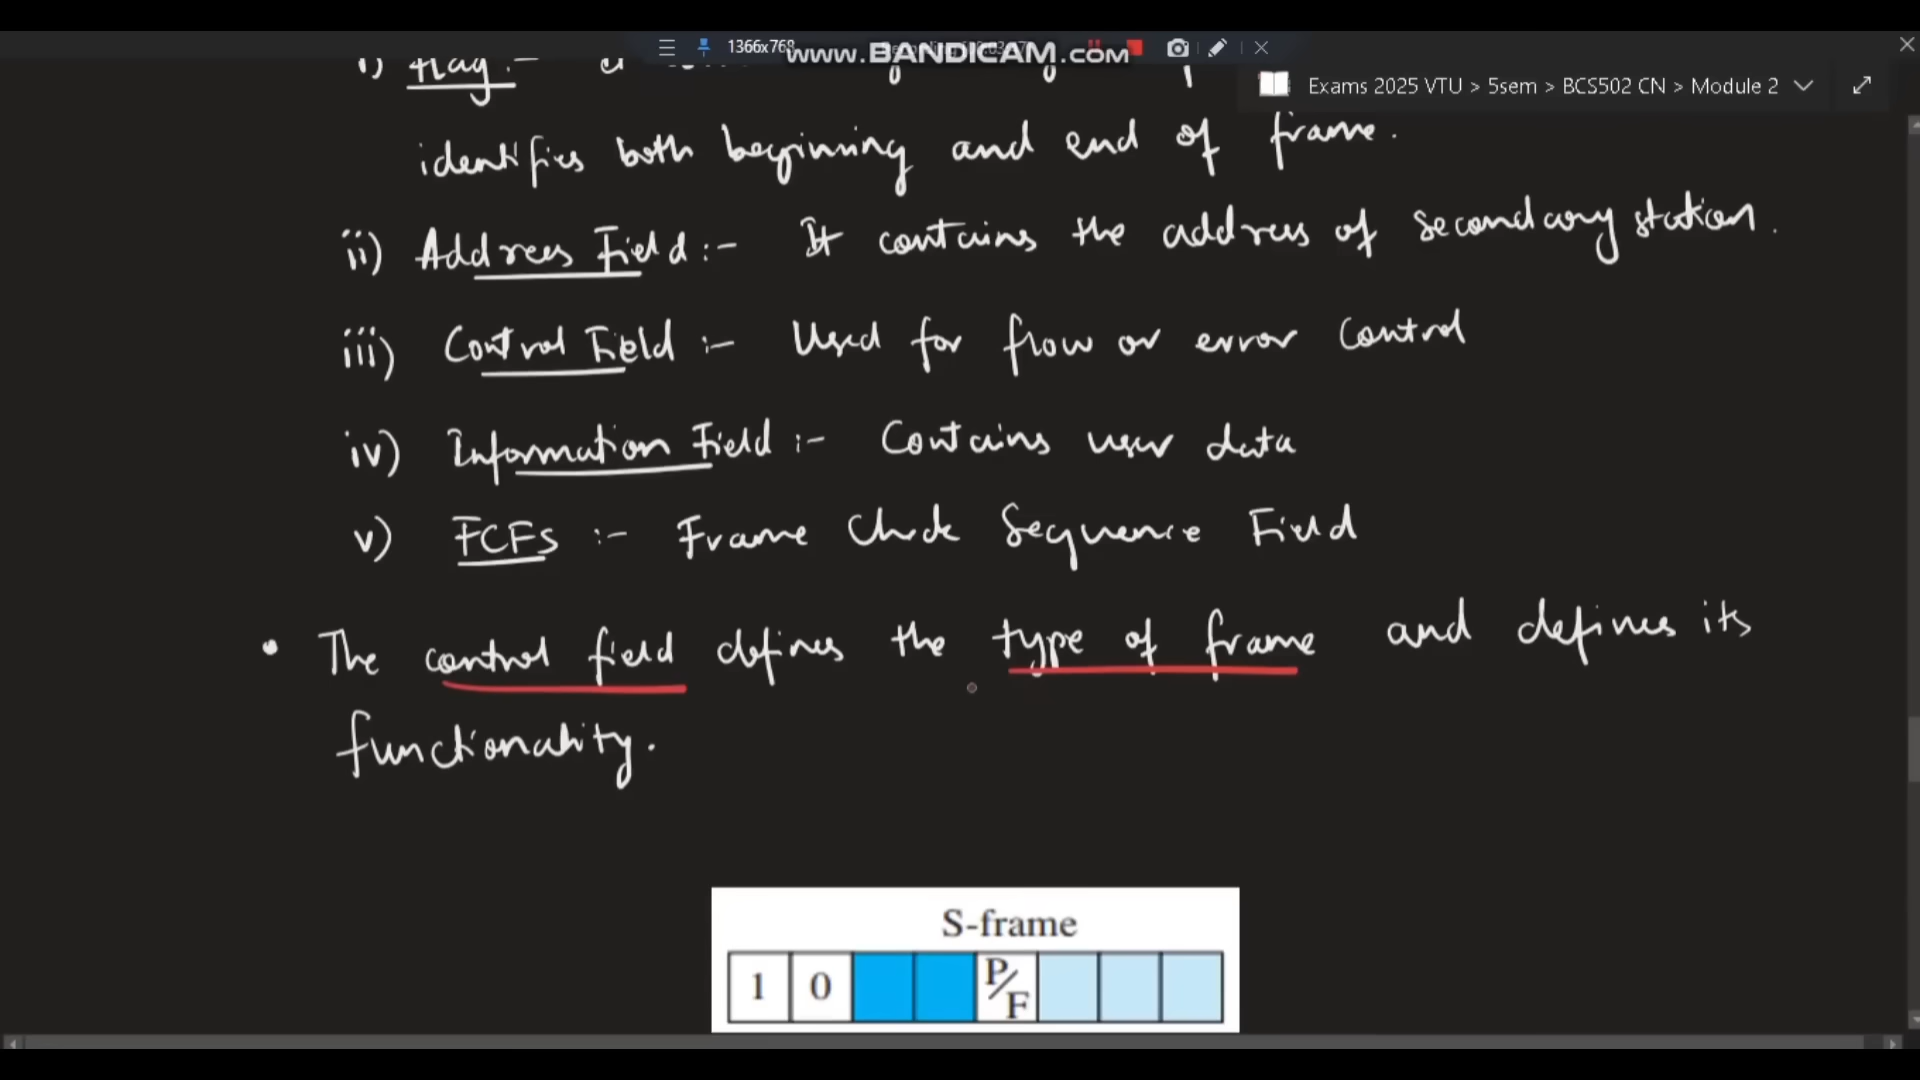 1366x768
www.BANDICAM.com
Exams 2025 VTU > 5sem > BCS502 CN > Module 2
i) Flag :-
identifies both beginning and end of frame.
ii) Address Field :- It contains the address of secondary station.
iii) Control Field :- Used for flow or error control
iv) Information Field :- Contains user data
v) FCFs :- Frame Check Sequence Field
• The control field defines the type of frame and defines its
functionality.
S-frame
1 0 P/F